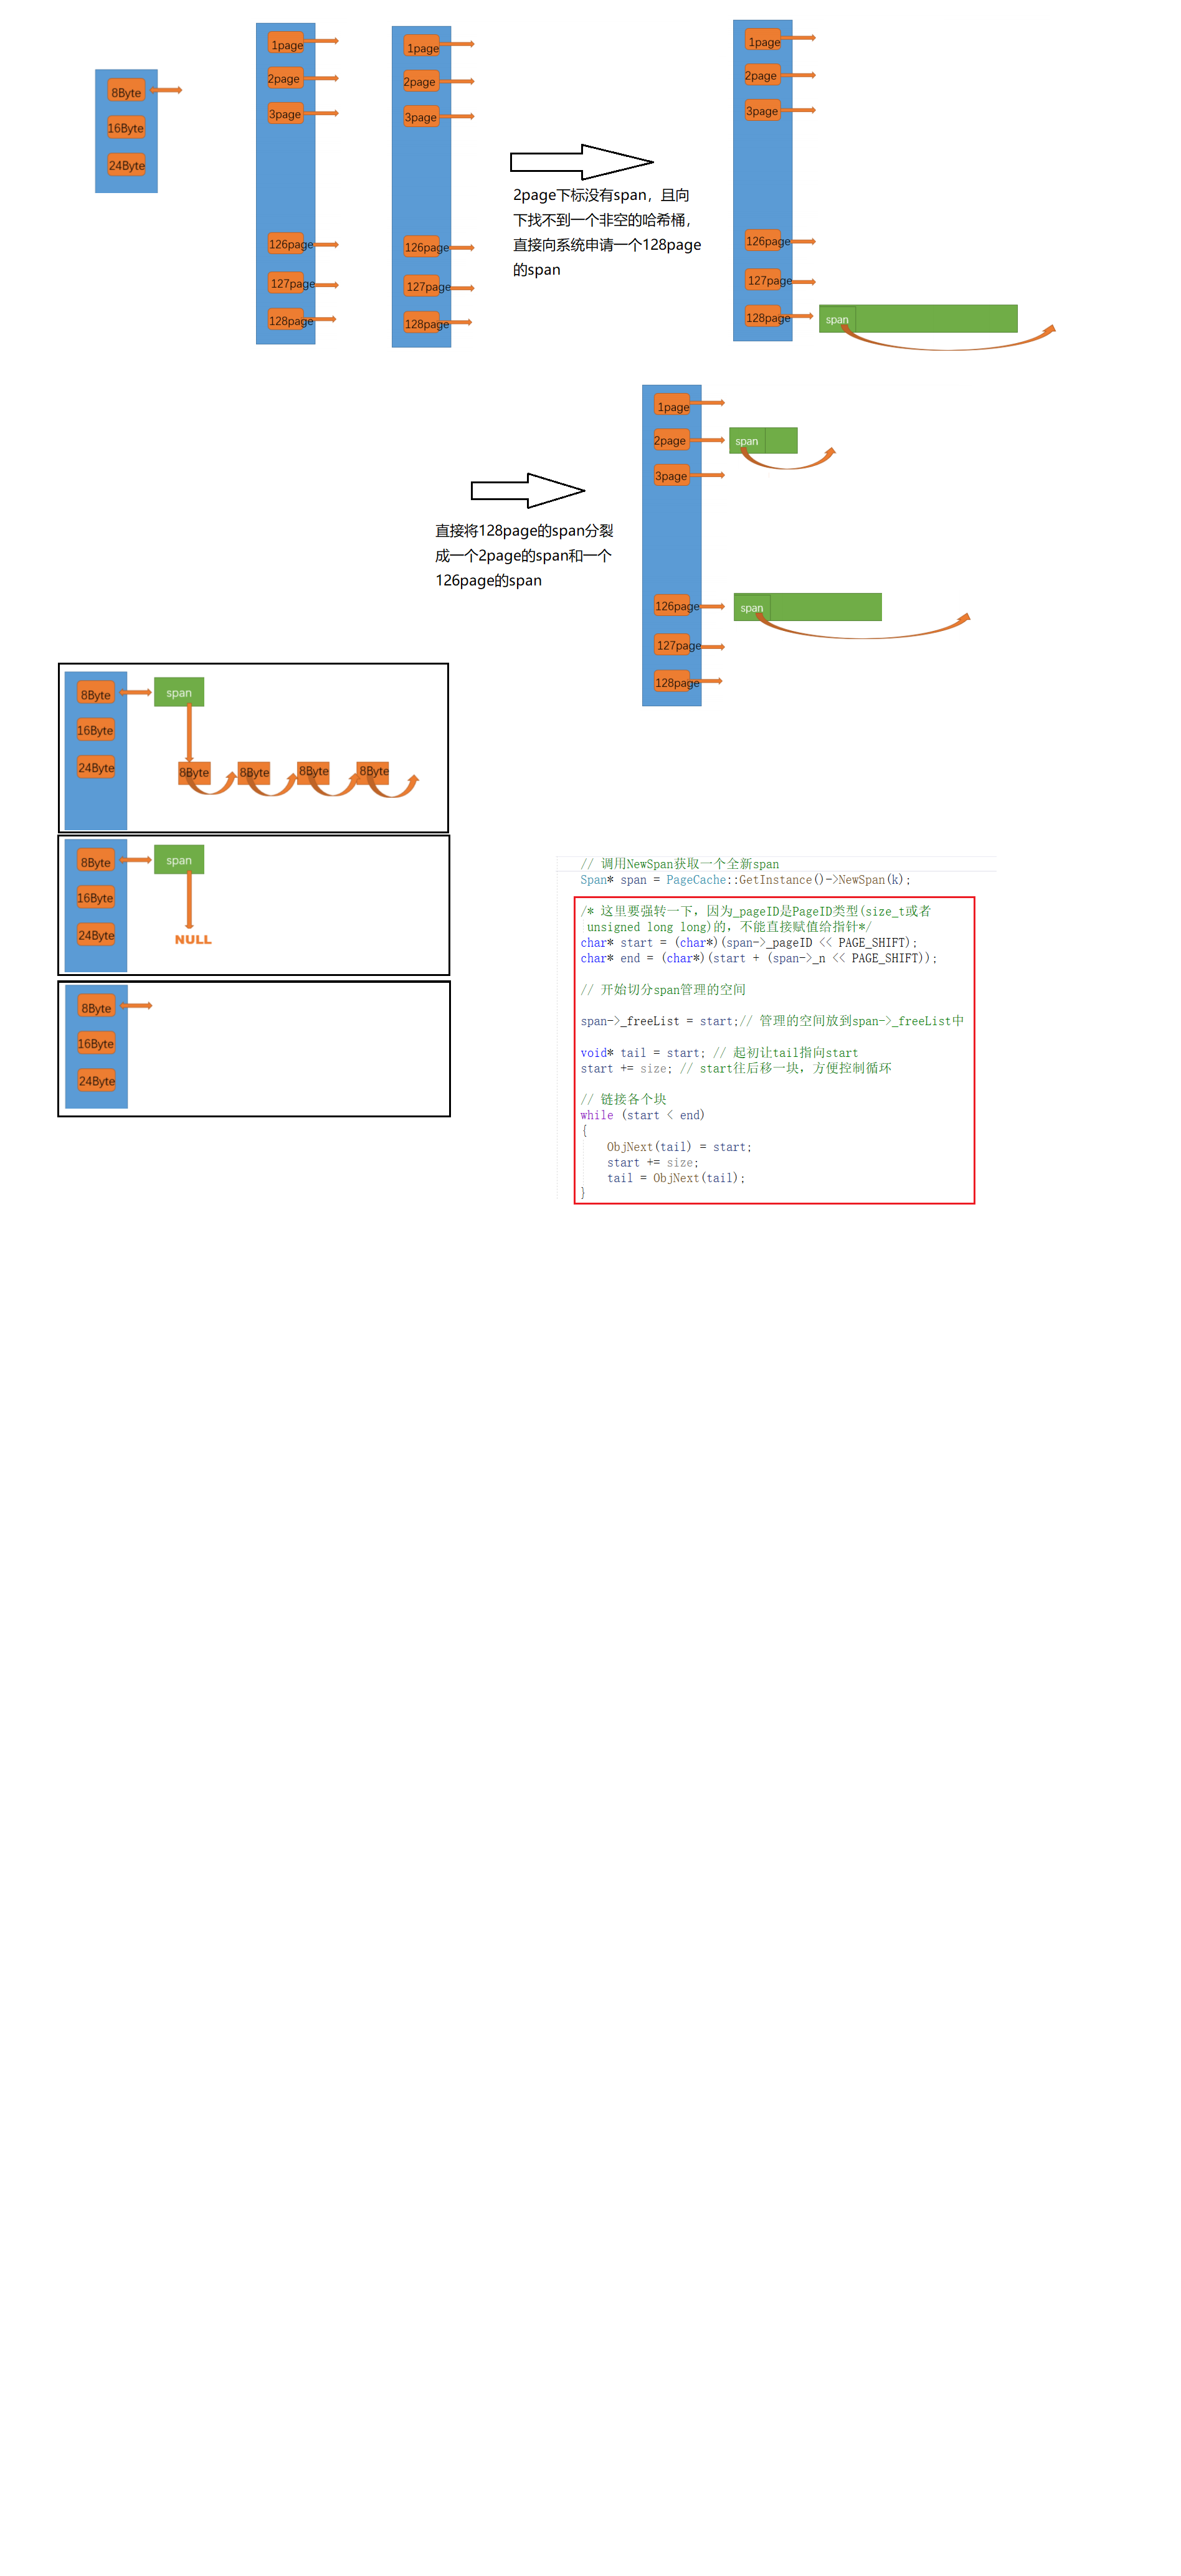 8Byte
16Byte
24Byte
1page
2page
3page
126page
127page
128page
1page
2page
3page
126page
127page
128page
2page下标没有span，且向
下找不到一个非空的哈希桶，
直接向系统申请一个128page
的span
1page
2page
3page
126page
127page
128page
span
直接将128page的span分裂
成一个2page的span和一个
126page的span
1page
2page
3page
126page
127page
128page
span
span
8Byte
16Byte
24Byte
span
8Byte 8Byte 8Byte 8Byte
8Byte
16Byte
24Byte
span
NULL
8Byte
16Byte
24Byte
// 调用NewSpan获取一个全新span
Span* span = PageCache::GetInstance()->NewSpan(k);
/* 这里要强转一下，因为_pageID是PageID类型(size_t或者
unsigned long long)的，不能直接赋值给指针*/
char* start = (char*)(span->_pageID << PAGE_SHIFT);
char* end = (char*)(start + (span->_n << PAGE_SHIFT));
// 开始切分span管理的空间
span->_freeList = start;// 管理的空间放到span->_freeList中
void* tail = start; // 起初让tail指向start
start += size; // start往后移一块，方便控制循环
// 链接各个块
while (start < end)
{
ObjNext(tail) = start;
start += size;
tail = ObjNext(tail);
}